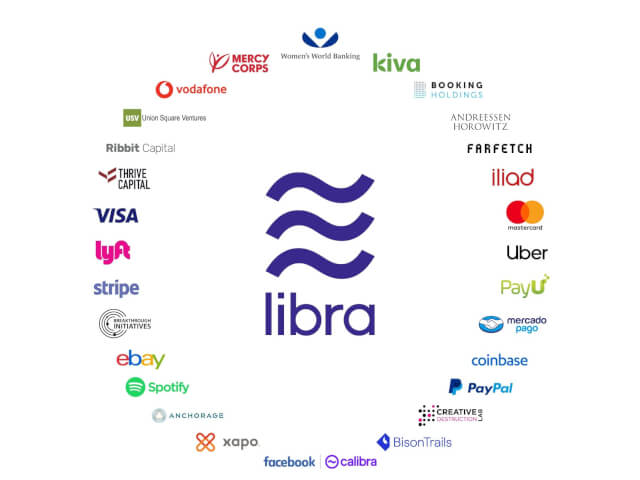 Women's World Banking
MERCY
CORPS
kiva
vodafone
BOOKING
HOLDINGS
USV Union Square Ventures
ANDREESSEN
HOROWITZ
Ribbit Capital
FARFETCH
THRIVE
CAPITAL
iliad
VISA
mastercard
lyft
Uber
stripe
PayU
BREAKTHROUGH
INITIATIVES
mercado
pago
libra
ebay
coinbase
Spotify
PayPal
ANCHORAGE
CREATIVE
DESTRUCTION
LAB
xapo
BisonTrails
facebook | calibra